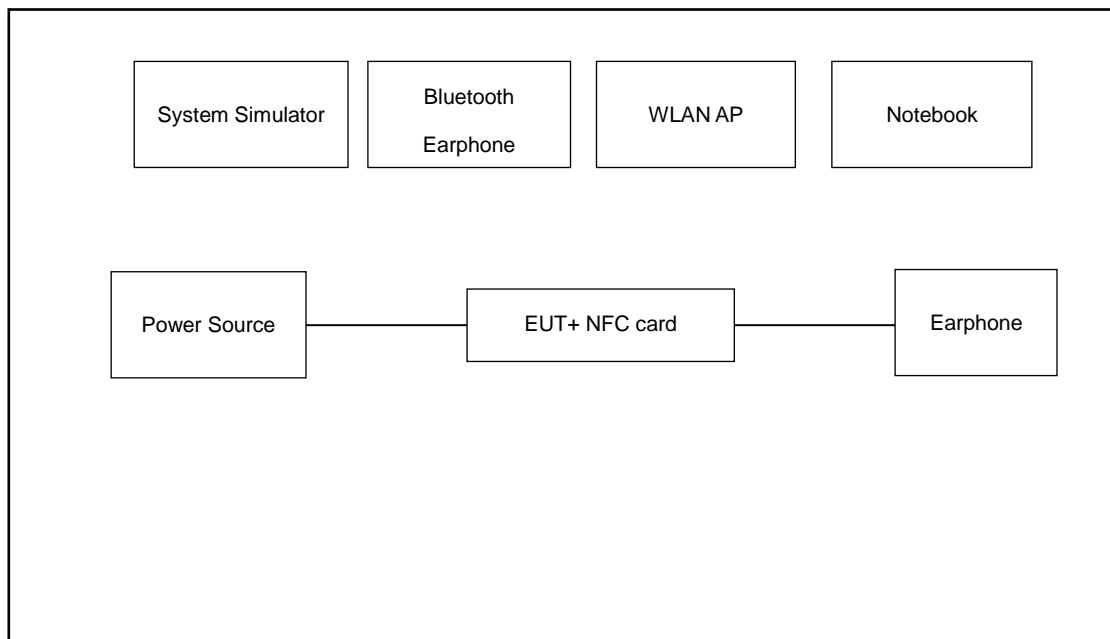 System Simulator
Bluetooth
Earphone
WLAN AP
Notebook
Power Source
EUT+ NFC card
Earphone